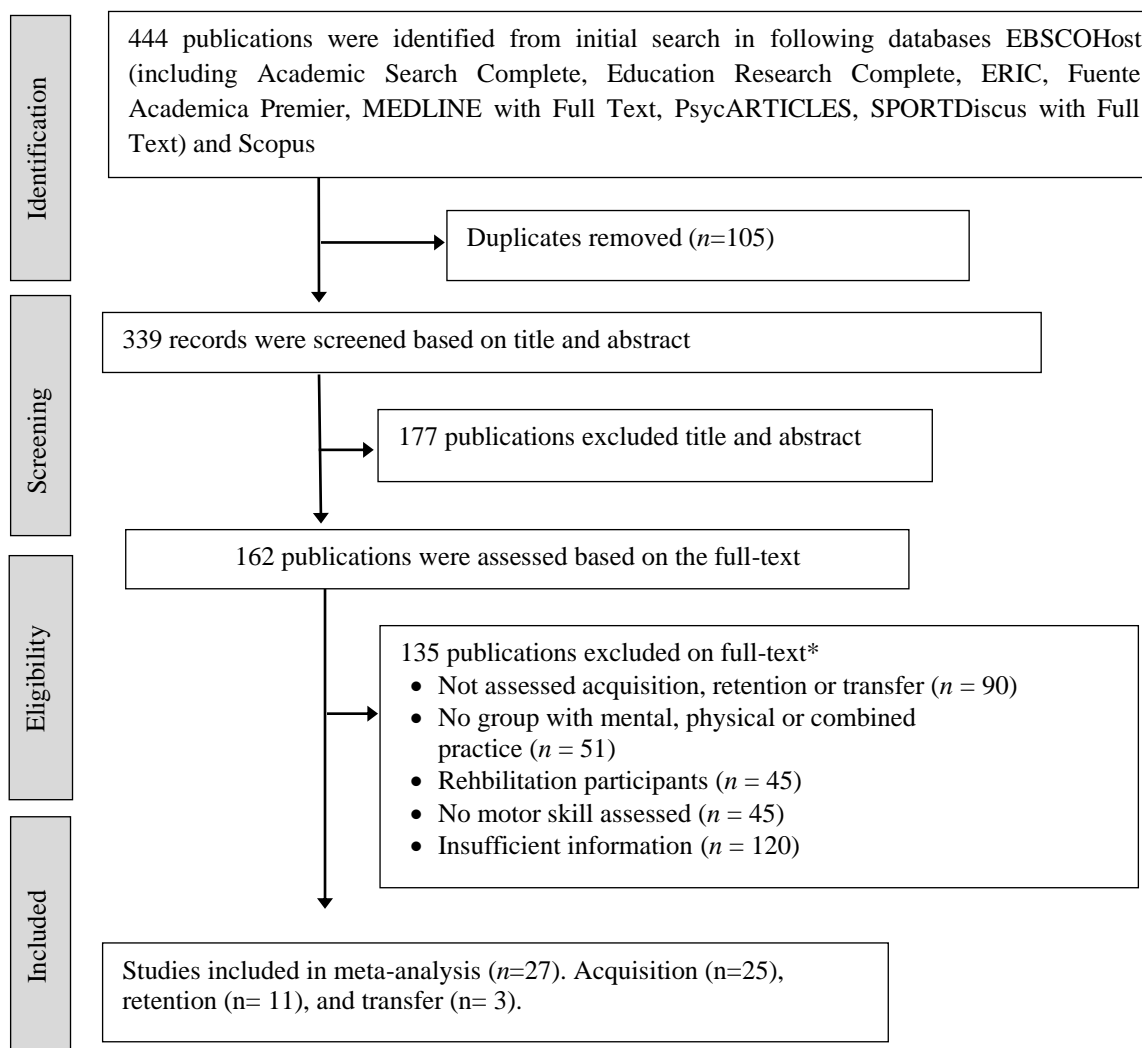 Identification
444 publications were identified from initial search in following databases EBSCOHost
(including Academic Search Complete, Education Research Complete, ERIC, Fuente
Academica Premier, MEDLINE with Full Text, PsycARTICLES, SPORTDiscus with Full
Text) and Scopus
Duplicates removed (n=105)
Screening
339 records were screened based on title and abstract
177 publications excluded title and abstract
Eligibility
162 publications were assessed based on the full-text
135 publications excluded on full-text*
• Not assessed acquisition, retention or transfer (n = 90)
• No group with mental, physical or combined
practice (n = 51)
• Rehbilitation participants (n = 45)
• No motor skill assessed (n = 45)
• Insufficient information (n = 120)
Included
Studies included in meta-analysis (n=27). Acquisition (n=25),
retention (n= 11), and transfer (n= 3).